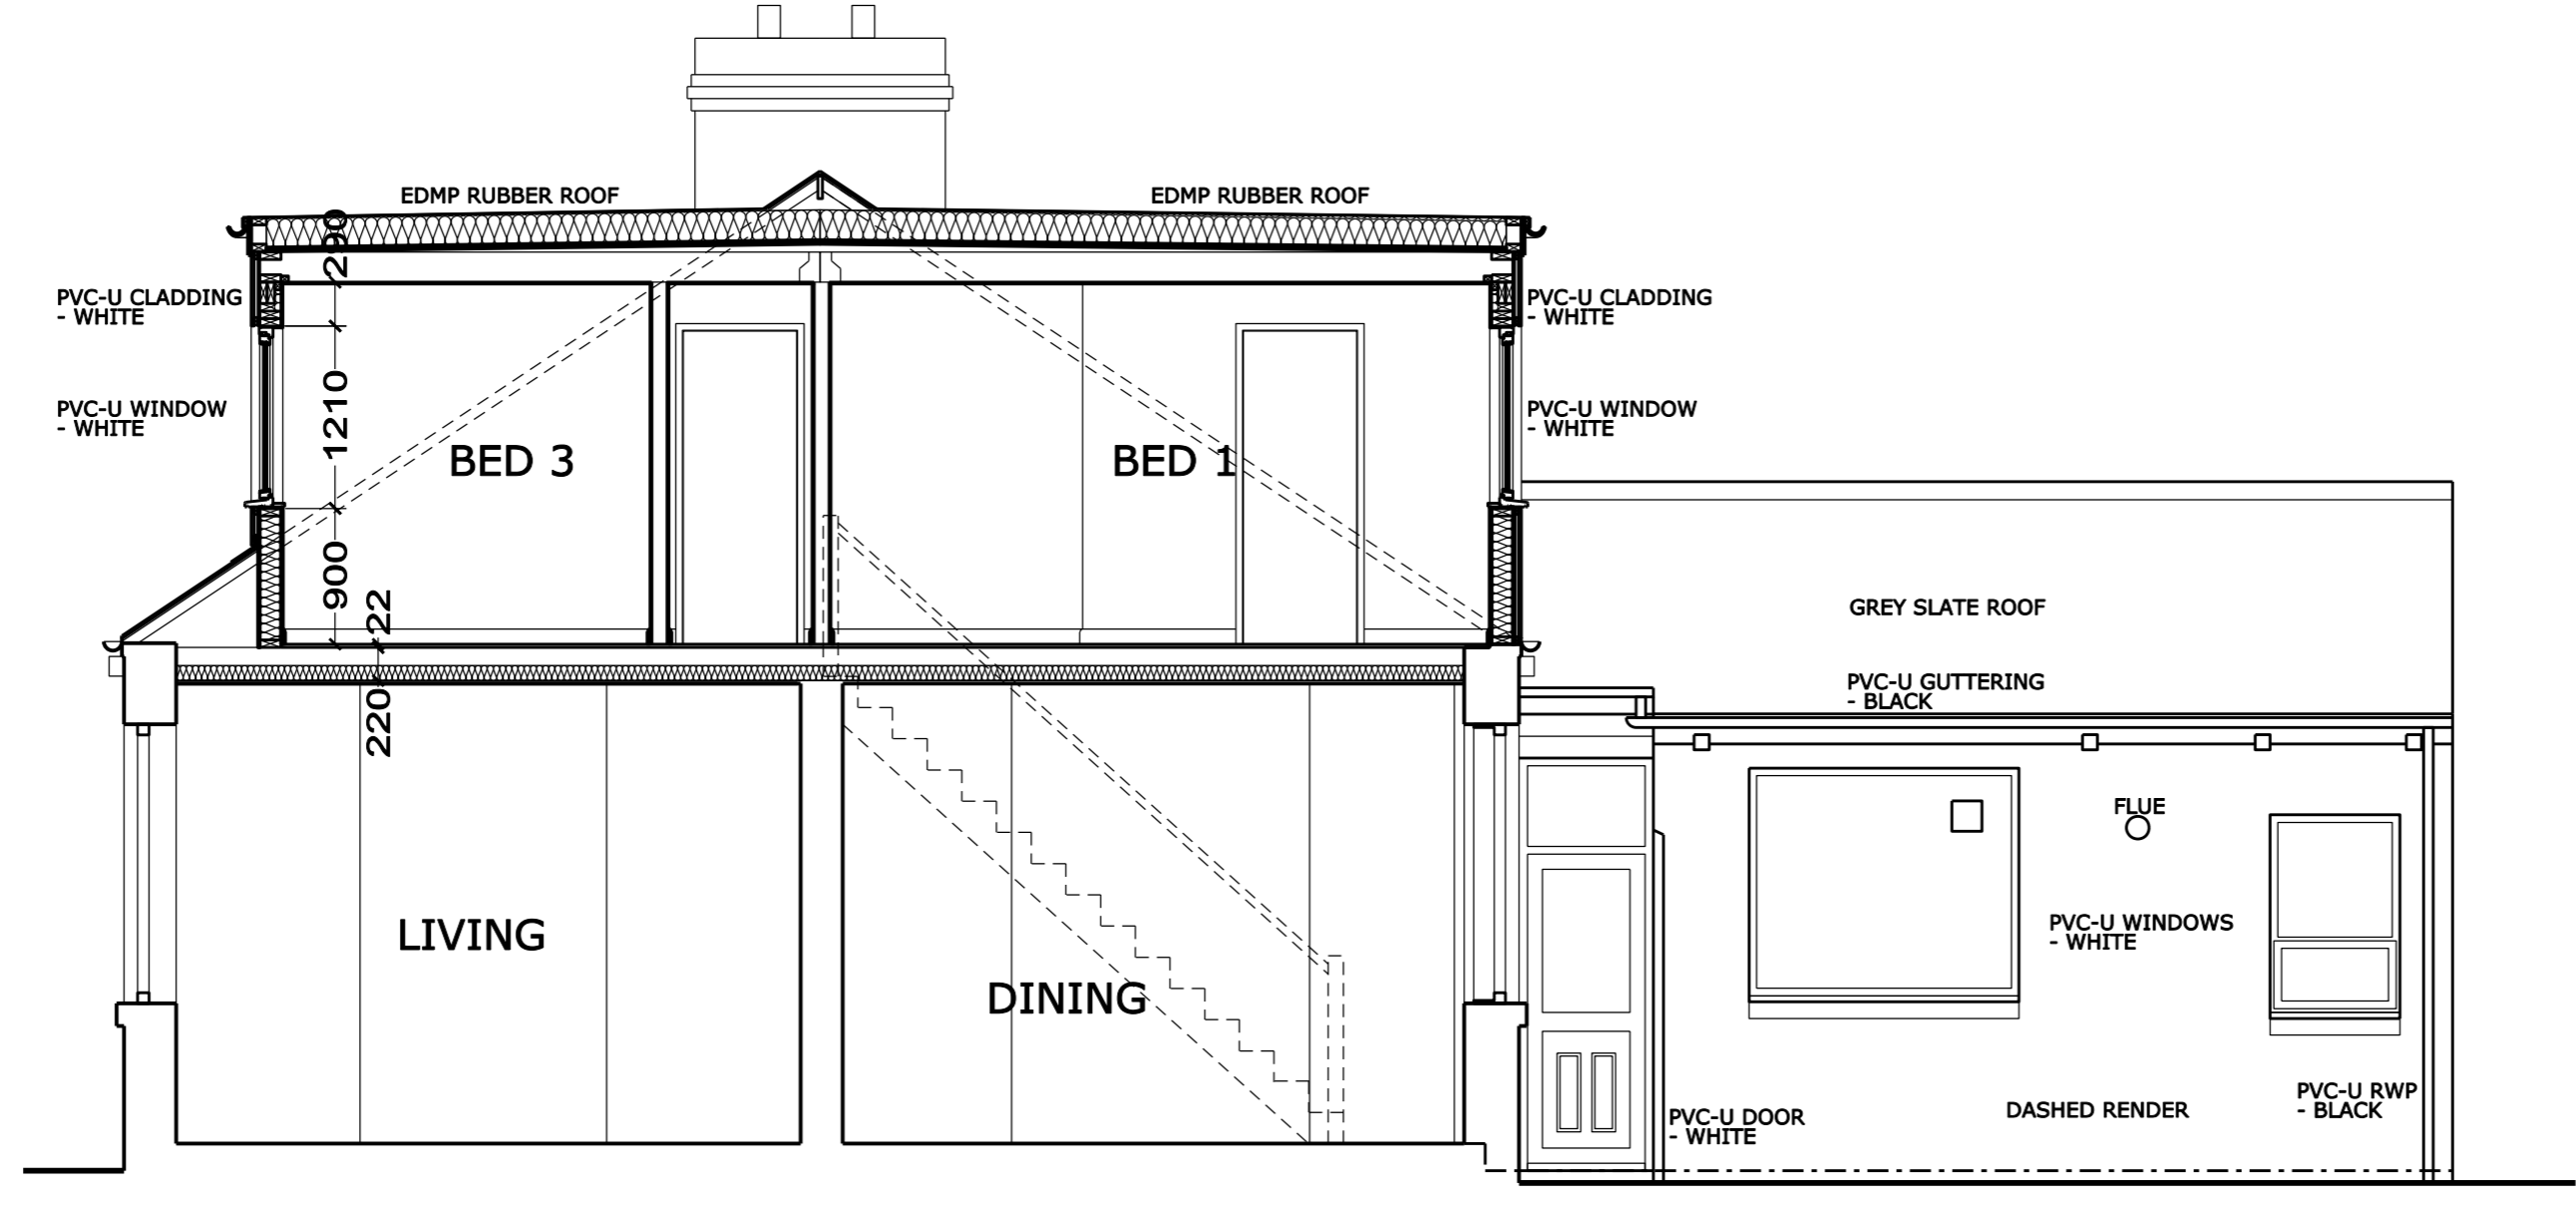 EDMP RUBBER ROOF
EDMP RUBBER ROOF
290
PVC-U CLADDING
- WHITE
PVC-U CLADDING
- WHITE
1210
PVC-U WINDOW
- WHITE
PVC-U WINDOW
- WHITE
BED 3
BED 1
900
22
GREY SLATE ROOF
220
PVC-U GUTTERING
- BLACK
FLUE
LIVING
PVC-U WINDOWS
- WHITE
DINING
PVC-U DOOR
- WHITE
DASHED RENDER
PVC-U RWP
- BLACK